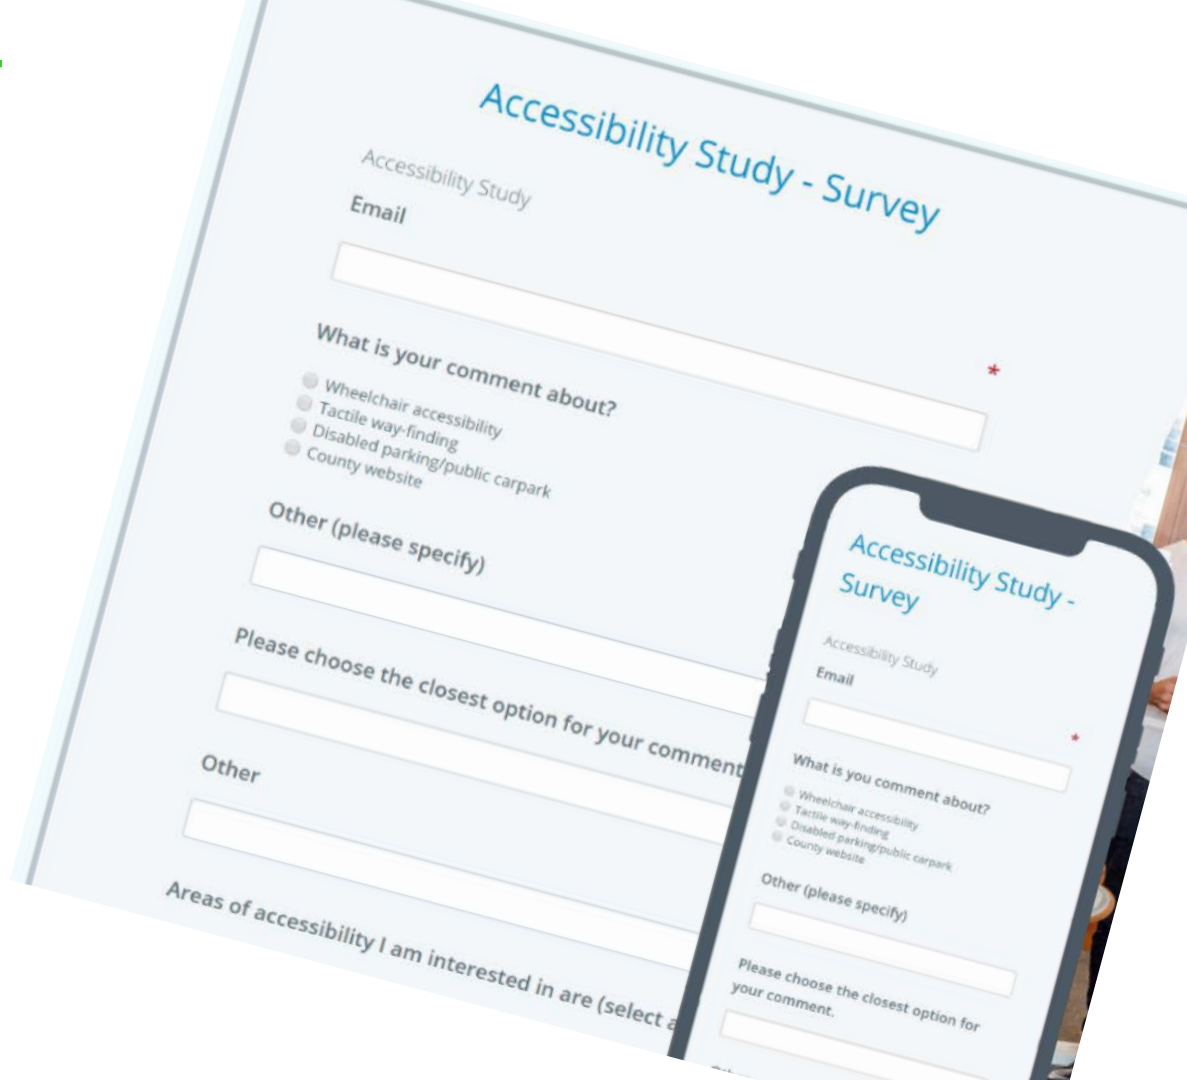 Accessibility Study - Survey
Accessibility Study
Email
*
What is your comment about?
Wheelchair accessibility
Tactile way-finding
Disabled parking/public carpark
County website
Other (please specify)
Please choose the closest option for your comment
Other
Areas of accessibility I am interested in are (select
Accessibility Study -
Survey
Accessibility Study
Email
*
What is you comment about?
Wheelchair accessibility
Tactile way-finding
Disabled parking/public carpark
County website
Other (please specify)
Please choose the closest option for
your comment.